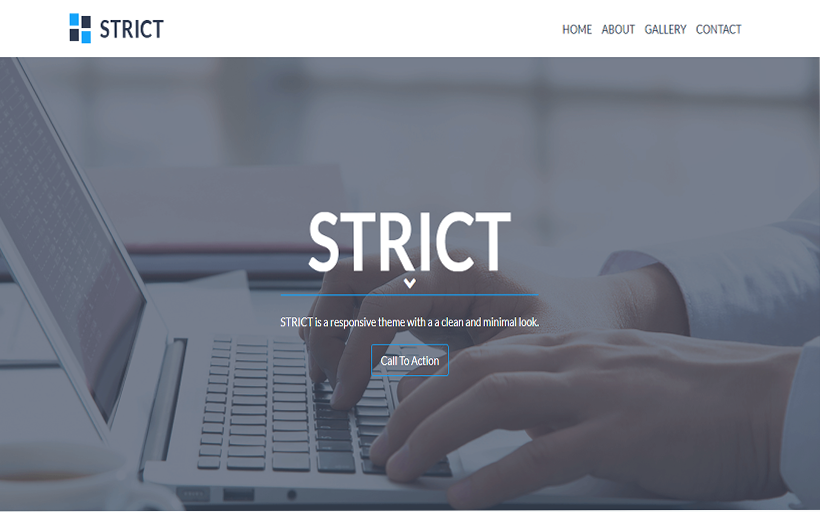 STRICT
HOME ABOUT GALLERY CONTACT
STRICT
STRICT is a responsive theme with a a clean and minimal look.
Call To Action